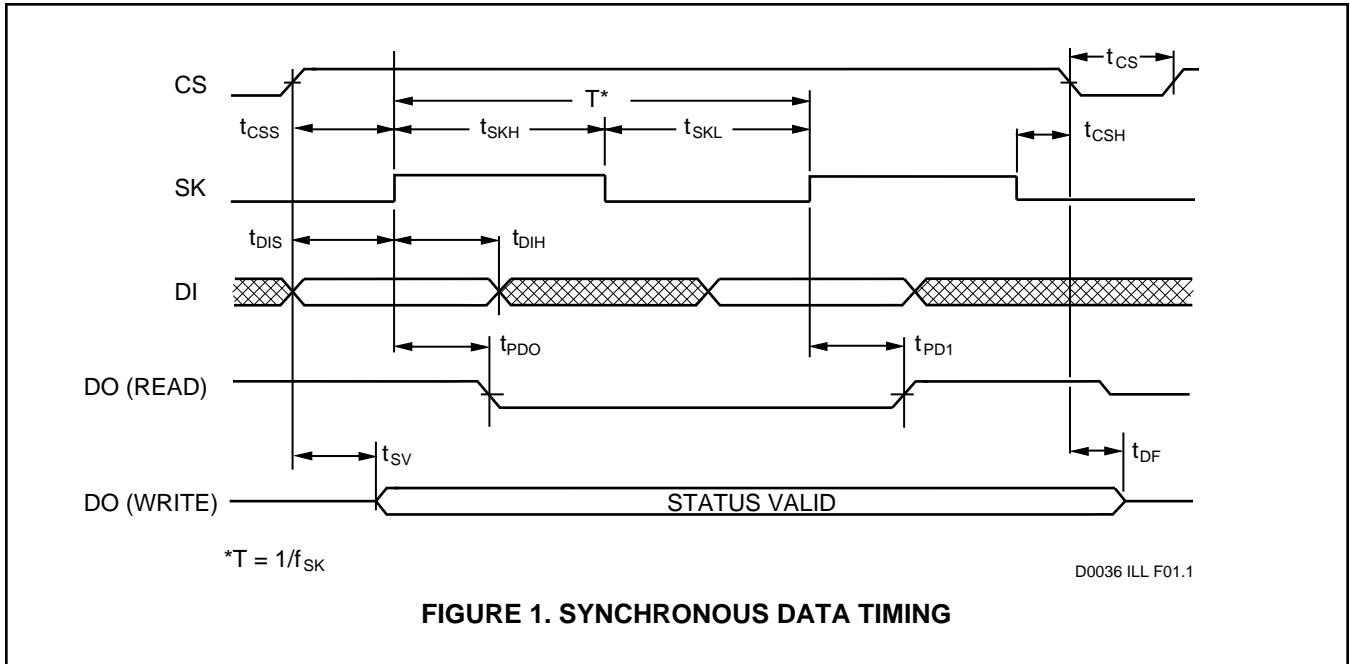 CS
tCS
T*
tCSS
tSKH
tSKL
tCSH
SK
tDIS
tDIH
DI
tPDO
tPD1
DO (READ)
tSV
tDF
DO (WRITE)
STATUS VALID
*T = 1/fSK
D0036 ILL F01.1
FIGURE 1. SYNCHRONOUS DATA TIMING